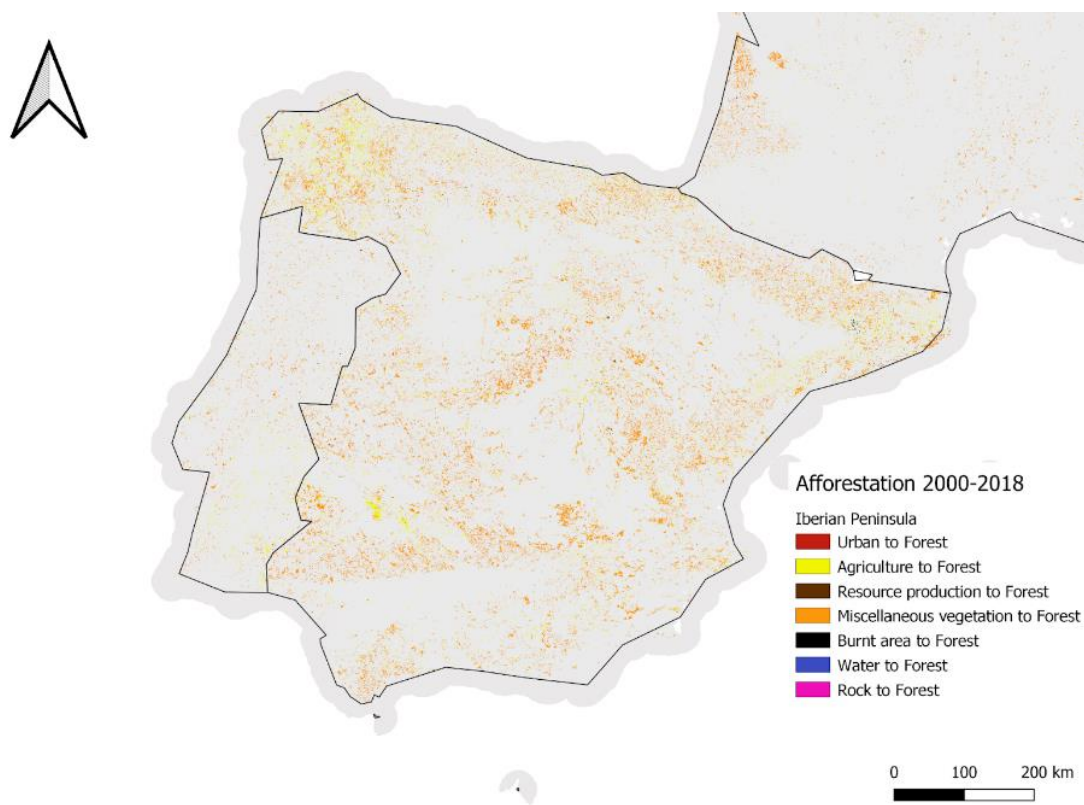 Afforestation 2000-2018
Iberian Peninsula
Urban to Forest
Agriculture to Forest
Resource production to Forest
Miscellaneous vegetation to Forest
Burnt area to Forest
Water to Forest
Rock to Forest
0 100 200 km